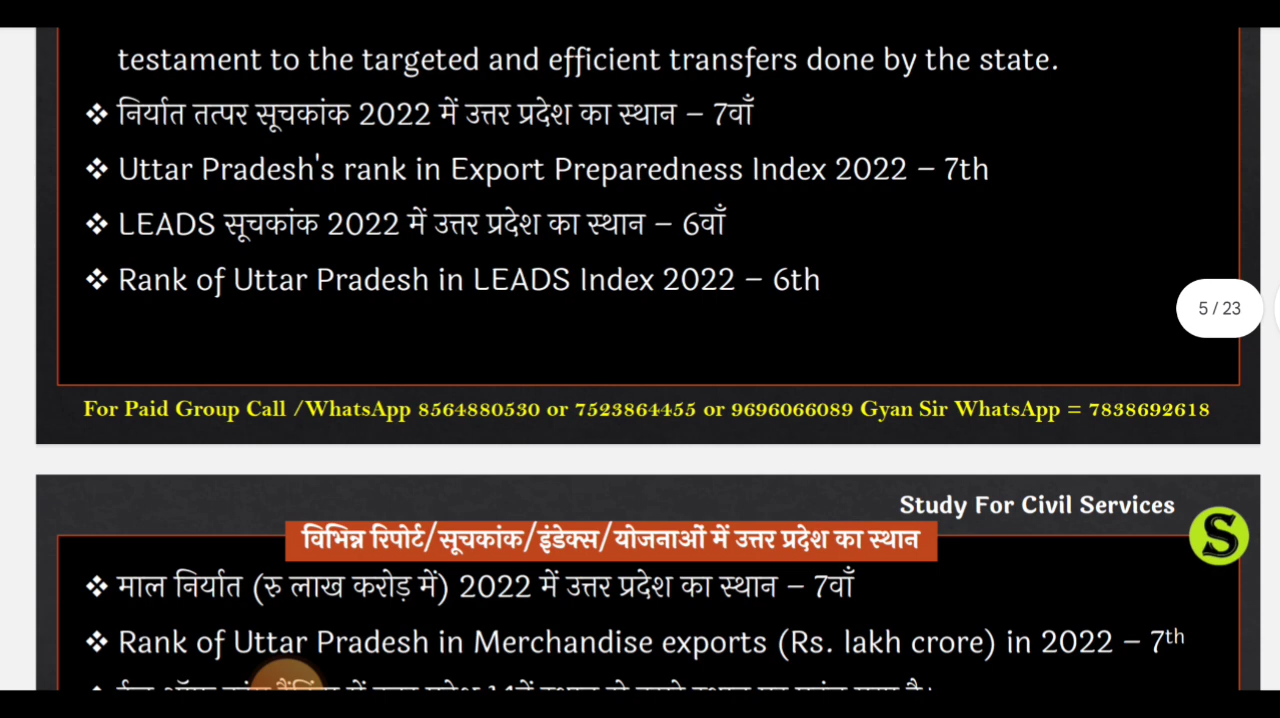 testament to the targeted and efficient transfers done by the state.
❖ निर्यात तत्पर सूचकांक 2022 में उत्तर प्रदेश का स्थान – 7वाँ
❖ Uttar Pradesh's rank in Export Preparedness Index 2022 – 7th
❖ LEADS सूचकांक 2022 में उत्तर प्रदेश का स्थान – 6वाँ
❖ Rank of Uttar Pradesh in LEADS Index 2022 – 6th
5 / 23
For Paid Group Call /WhatsApp 8564880530 or 7523864455 or 9696066089 Gyan Sir WhatsApp = 7838692618
Study For Civil Services
S
विभिन्न रिपोर्ट/सूचकांक/इंडेक्स/योजनाओं में उत्तर प्रदेश का स्थान
❖ माल निर्यात (रु लाख करोड़ में) 2022 में उत्तर प्रदेश का स्थान – 7वाँ
❖ Rank of Uttar Pradesh in Merchandise exports (Rs. lakh crore) in 2022 – 7th